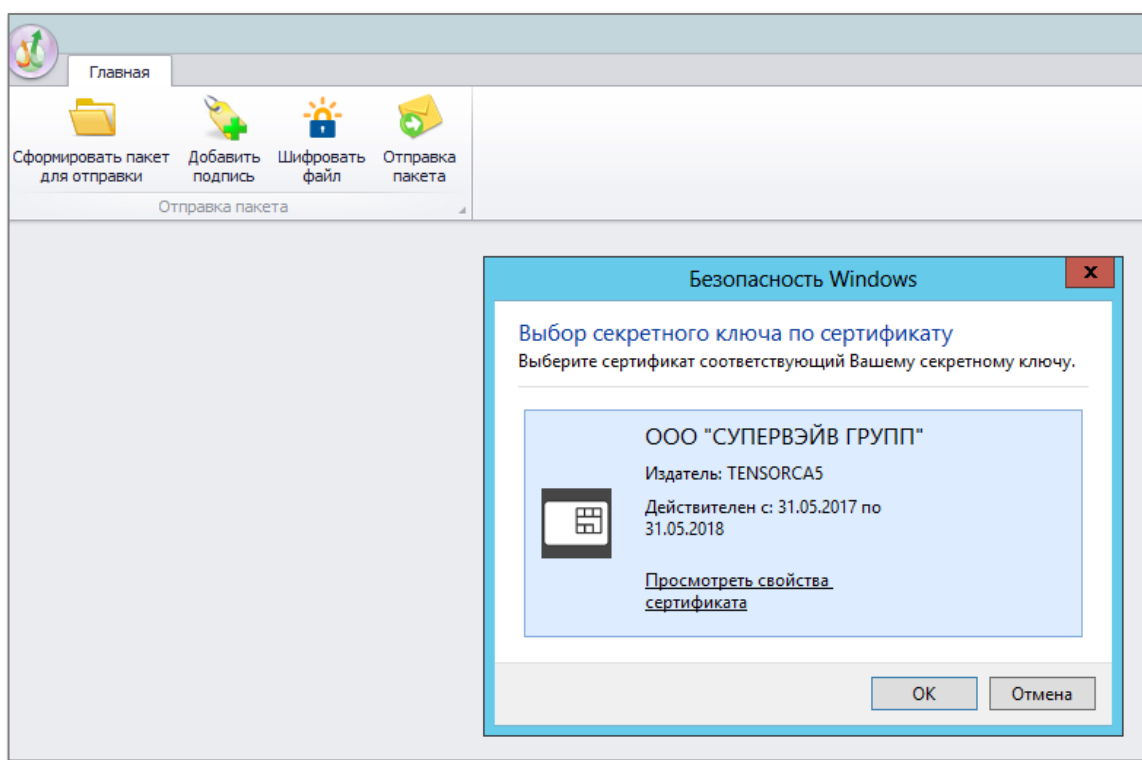 Главная
Сформировать пакет
для отправки
Добавить
подпись
Шифровать
файл
Отправка
пакета
Отправка пакета
Безопасность Windows
x
Выбор секретного ключа по сертификату
Выберите сертификат соответствующий Вашему секретному ключу.
ООО "СУПЕРВЭЙВ ГРУПП"
Издатель: TENSORCA5
Действителен с: 31.05.2017 по
31.05.2018
Просмотреть свойства
сертификата
ОК
Отмена